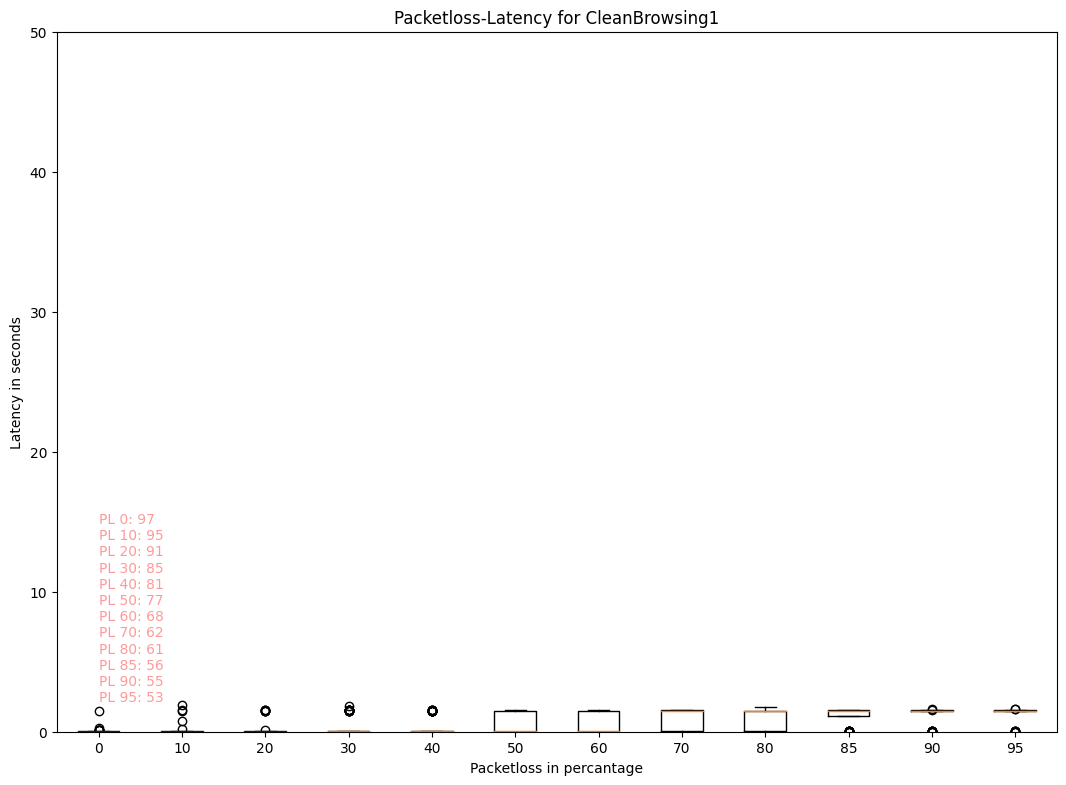 Packetloss-Latency for CleanBrowsing1
50
40
30
20
10
0
Latency in seconds
PL 0: 97
PL 10: 95
PL 20: 91
PL 30: 85
PL 40: 81
PL 50: 77
PL 60: 68
PL 70: 62
PL 80: 61
PL 85: 56
PL 90: 55
PL 95: 53
0 10 20 30 40 50 60 70 80 85 90 95
Packetloss in percantage